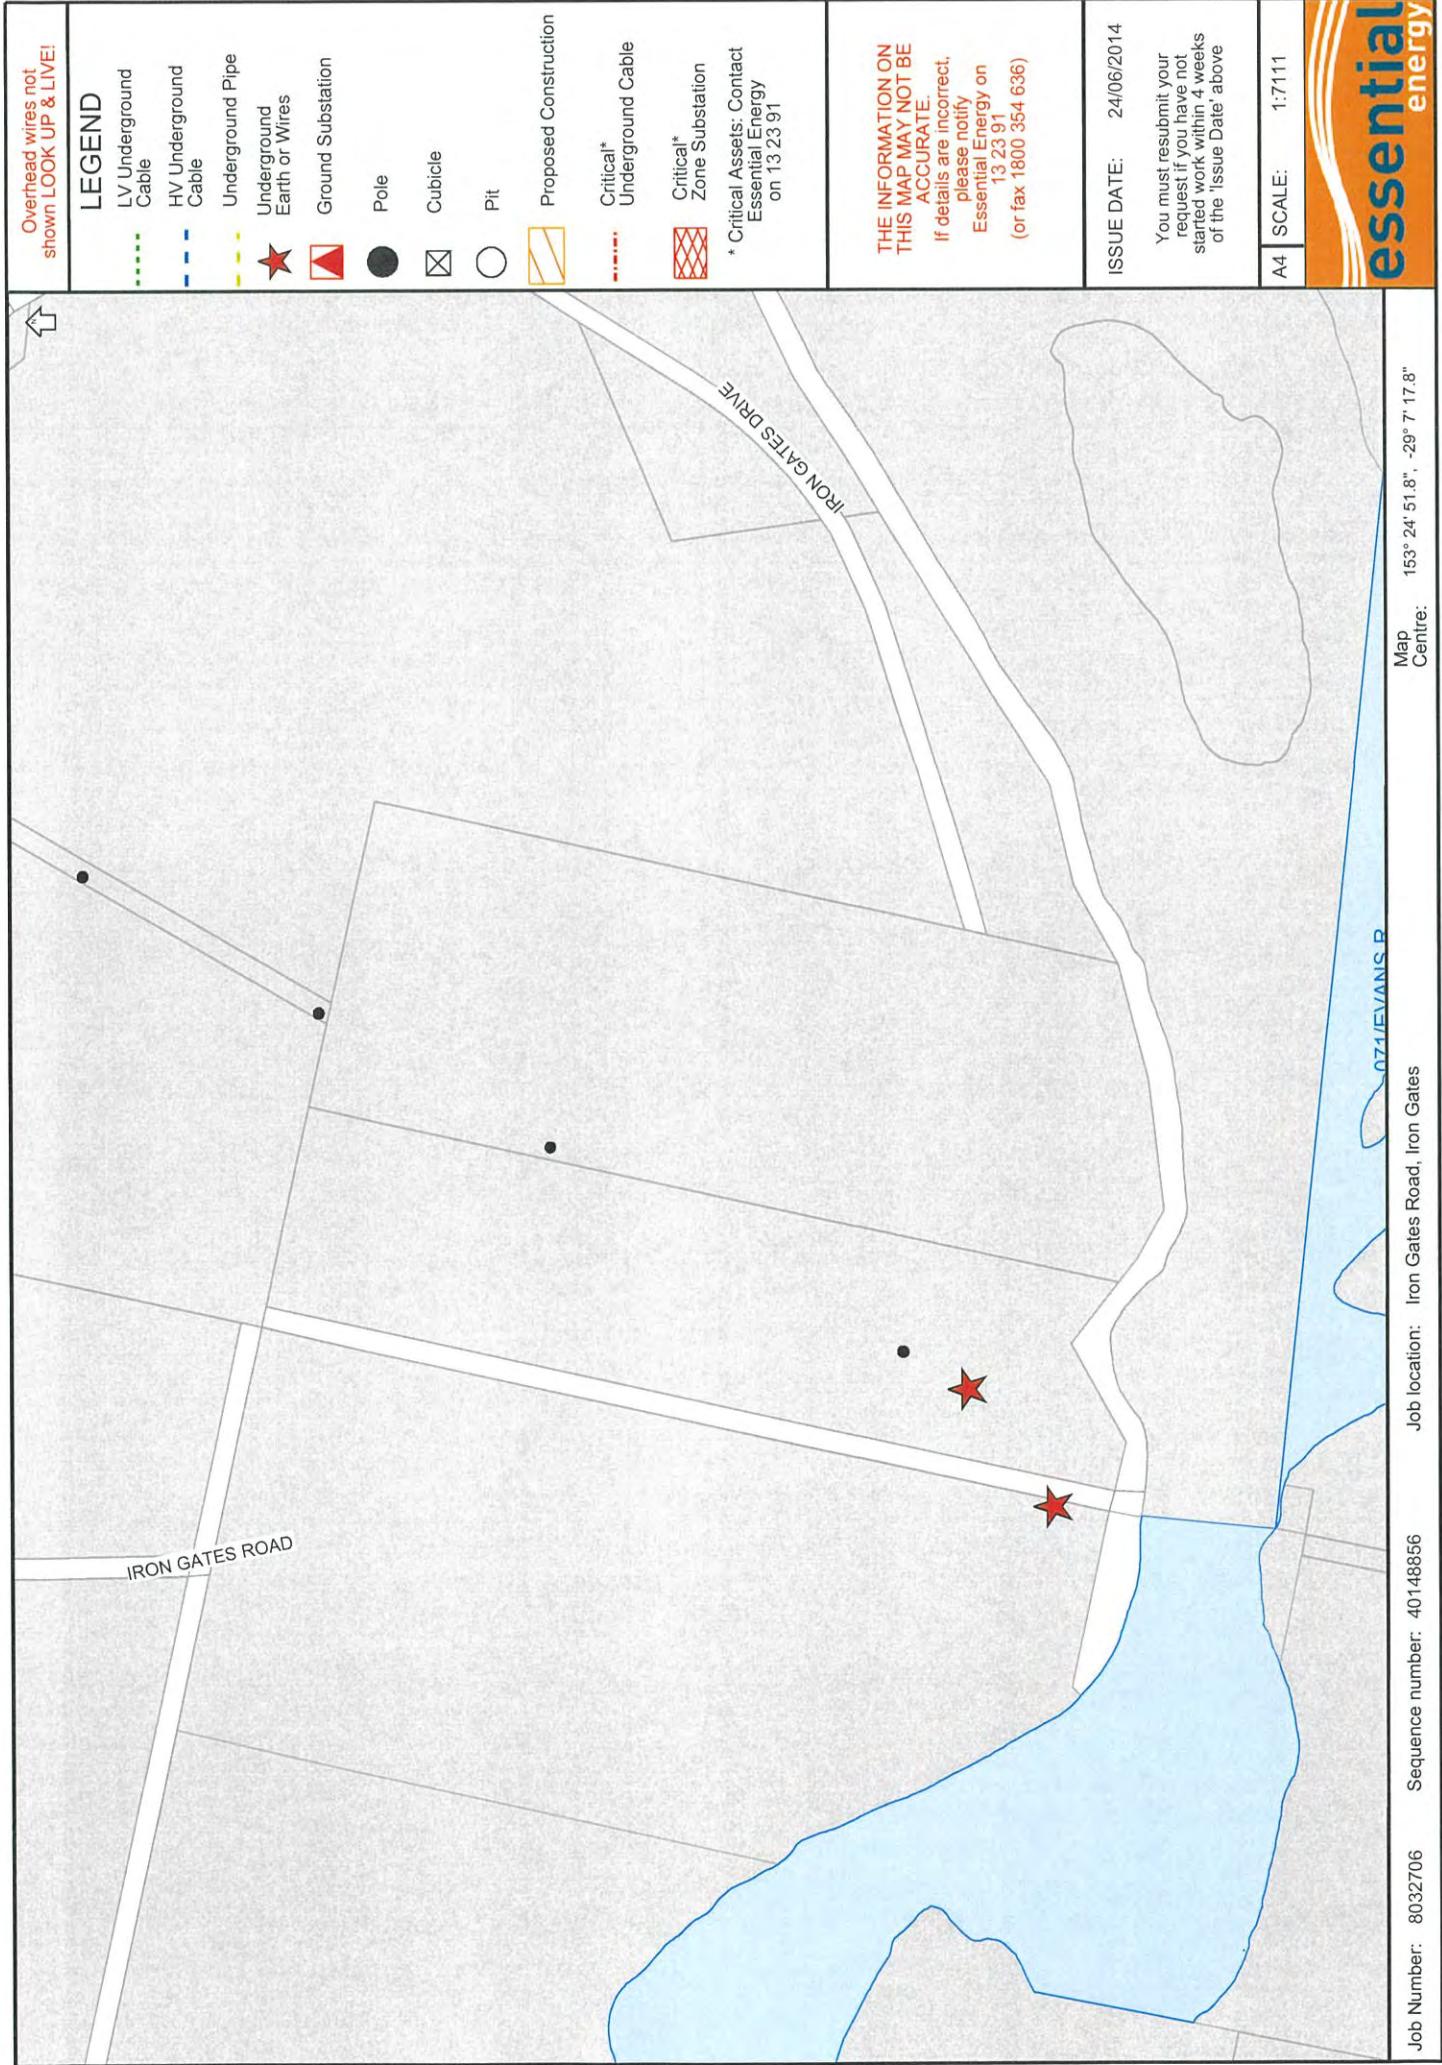 Overhead wires not
shown LOOK UP & LIVE!
LEGEND
LV Underground
Cable
HV Underground
Cable
Underground Pipe
Underground
Earth or Wires
Ground Substation
Pole
Cubicle
Pit
Proposed Construction
Critical*
Underground Cable
Critical*
Zone Substation
* Critical Assets: Contact
Essential Energy
on 13 23 91
THE INFORMATION ON
THIS MAP MAY NOT BE
ACCURATE.
If details are incorrect,
please notify
Essential Energy on
13 23 91
(or fax 1800 354 636)
ISSUE DATE: 24/06/2014
You must resubmit your
request if you have not
started work within 4 weeks
of the 'Issue Date' above
A4 SCALE: 1:7111
essential
energy
N
IRON GATES DRIVE
IRON GATES ROAD
071/EVANS R
Job Number: 8032706 Sequence number: 40148856 Job location: Iron Gates Road, Iron Gates Map
Centre: 153° 24' 51.8", -29° 7' 17.8"